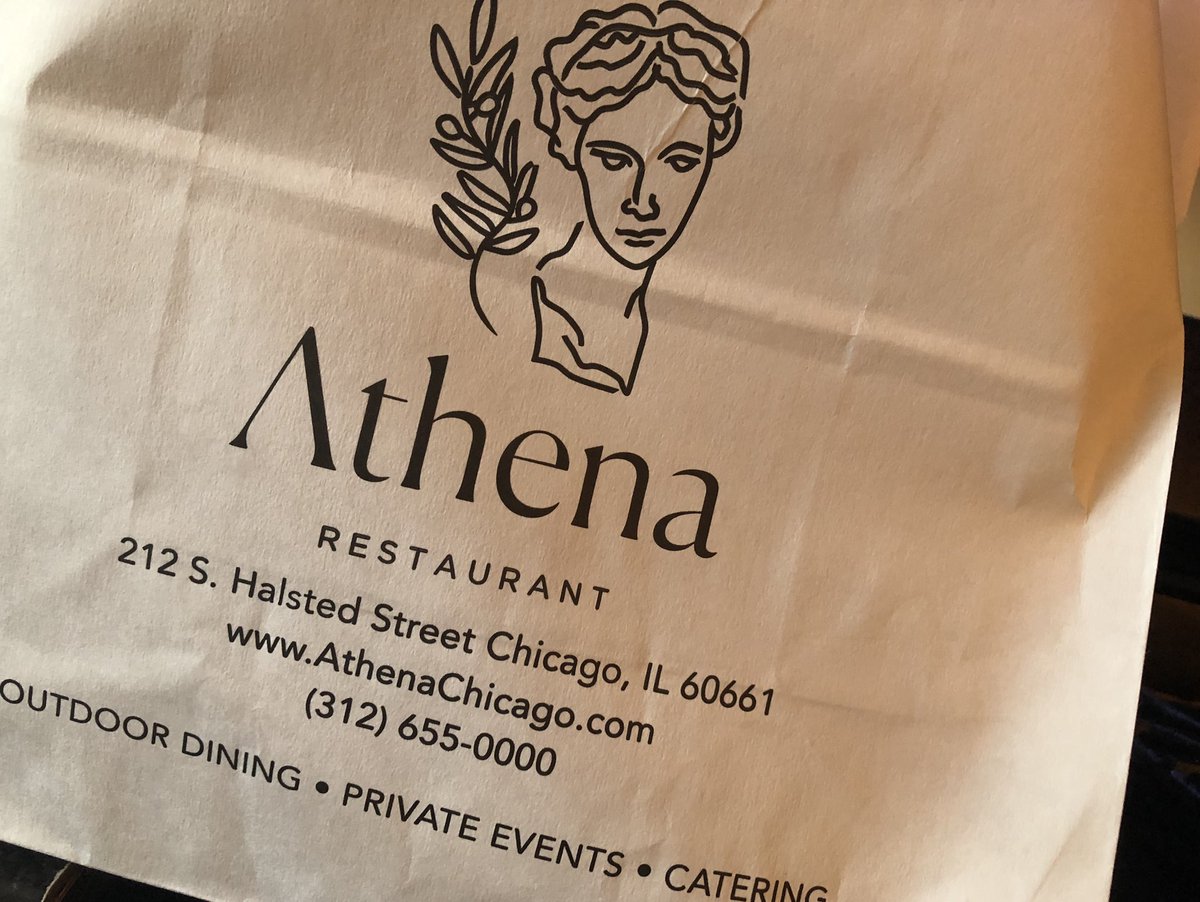 Athena
RESTAURANT
212 S. Halsted Street Chicago, IL 60661
www.AthenaChicago.com
(312) 655-0000
OUTDOOR DINING • PRIVATE EVENTS • CATERING